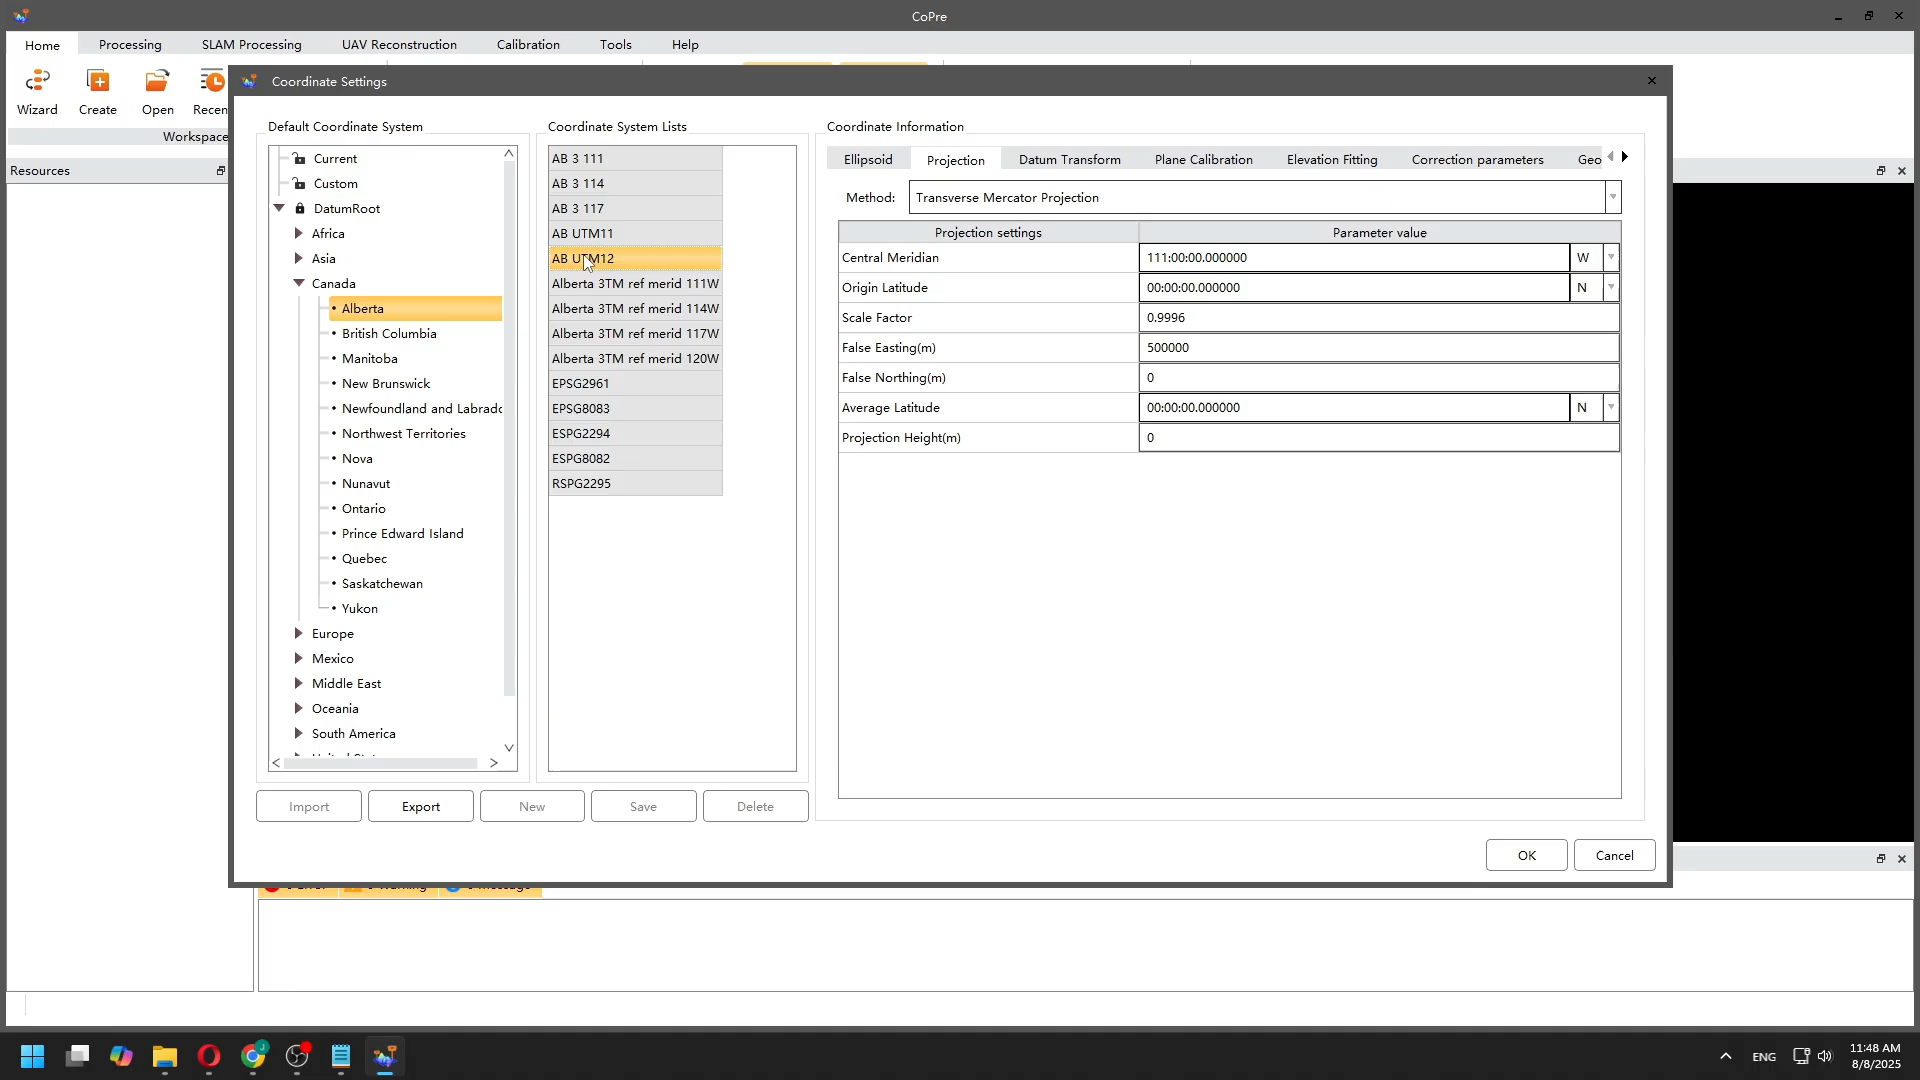 CoPre
Home
Processing
SLAM Processing
UAV Reconstruction
Calibration
Tools
Help
Wizard
Create
Open
Recen
Workspace
Resources
Coordinate Settings
Default Coordinate System
Current
Custom
DatumRoot
Africa
Asia
Canada
Alberta
British Columbia
Manitoba
New Brunswick
Newfoundland and Labrado
Northwest Territories
Nova
Nunavut
Ontario
Prince Edward Island
Quebec
Saskatchewan
Yukon
Europe
Mexico
Middle East
Oceania
South America
Coordinate System Lists
AB 3 111
AB 3 114
AB 3 117
AB UTM11
AB UTM12
Alberta 3TM ref merid 111W
Alberta 3TM ref merid 114W
Alberta 3TM ref merid 117W
Alberta 3TM ref merid 120W
EPSG2961
EPSG8083
ESPG2294
ESPG8082
RSPG2295
Import
Export
New
Save
Delete
Coordinate Information
Ellipsoid
Projection
Datum Transform
Plane Calibration
Elevation Fitting
Correction parameters
Geo
Method: Transverse Mercator Projection
Projection settings Parameter value
Central Meridian 111:00:00.000000 W
Origin Latitude 00:00:00.000000 N
Scale Factor 0.9996
False Easting(m) 500000
False Northing(m) 0
Average Latitude 00:00:00.000000 N
Projection Height(m) 0
OK
Cancel
ENG
11:48 AM
8/8/2025